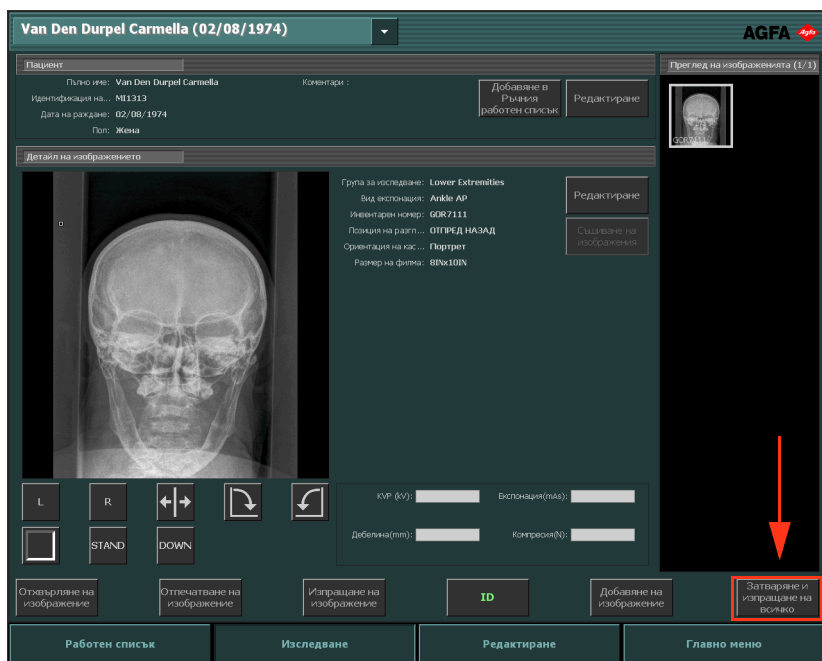 Van Den Durpel Carmella (02/08/1974)
AGFA
Agfa
Пациент
Пълно име: Van Den Durpel Carmella
Коментари :
Идентификация на... MI1313
Дата на раждане: 02/08/1974
Пол: Жена
Добавяне в
Ръчния
работен списък
Редактиране
Преглед на изображенията (1/1)
GOR7111
Детайл на изображението
Група за изследване: Lower Extremities
Вид експонация: Ankle AP
Инвентарен номер: GOR7111
Позиция на разгл... ОТПРЕД НАЗАД
Ориентация на кас... Портрет
Размер на филма: 8INx10IN
Редактиране
Съшиване на
изображения
L
R
STAND
DOWN
KVP (kV):
Експонация(mAs):
Дебелина(mm):
Компресия(N):
Отхвърляне на
изображение
Отпечатване на
изображение
Изпращане на
изображение
ID
Добавяне на
изображение
Затваряне и
изпращане на
всичко
Работен списък
Изследване
Редактиране
Главно меню